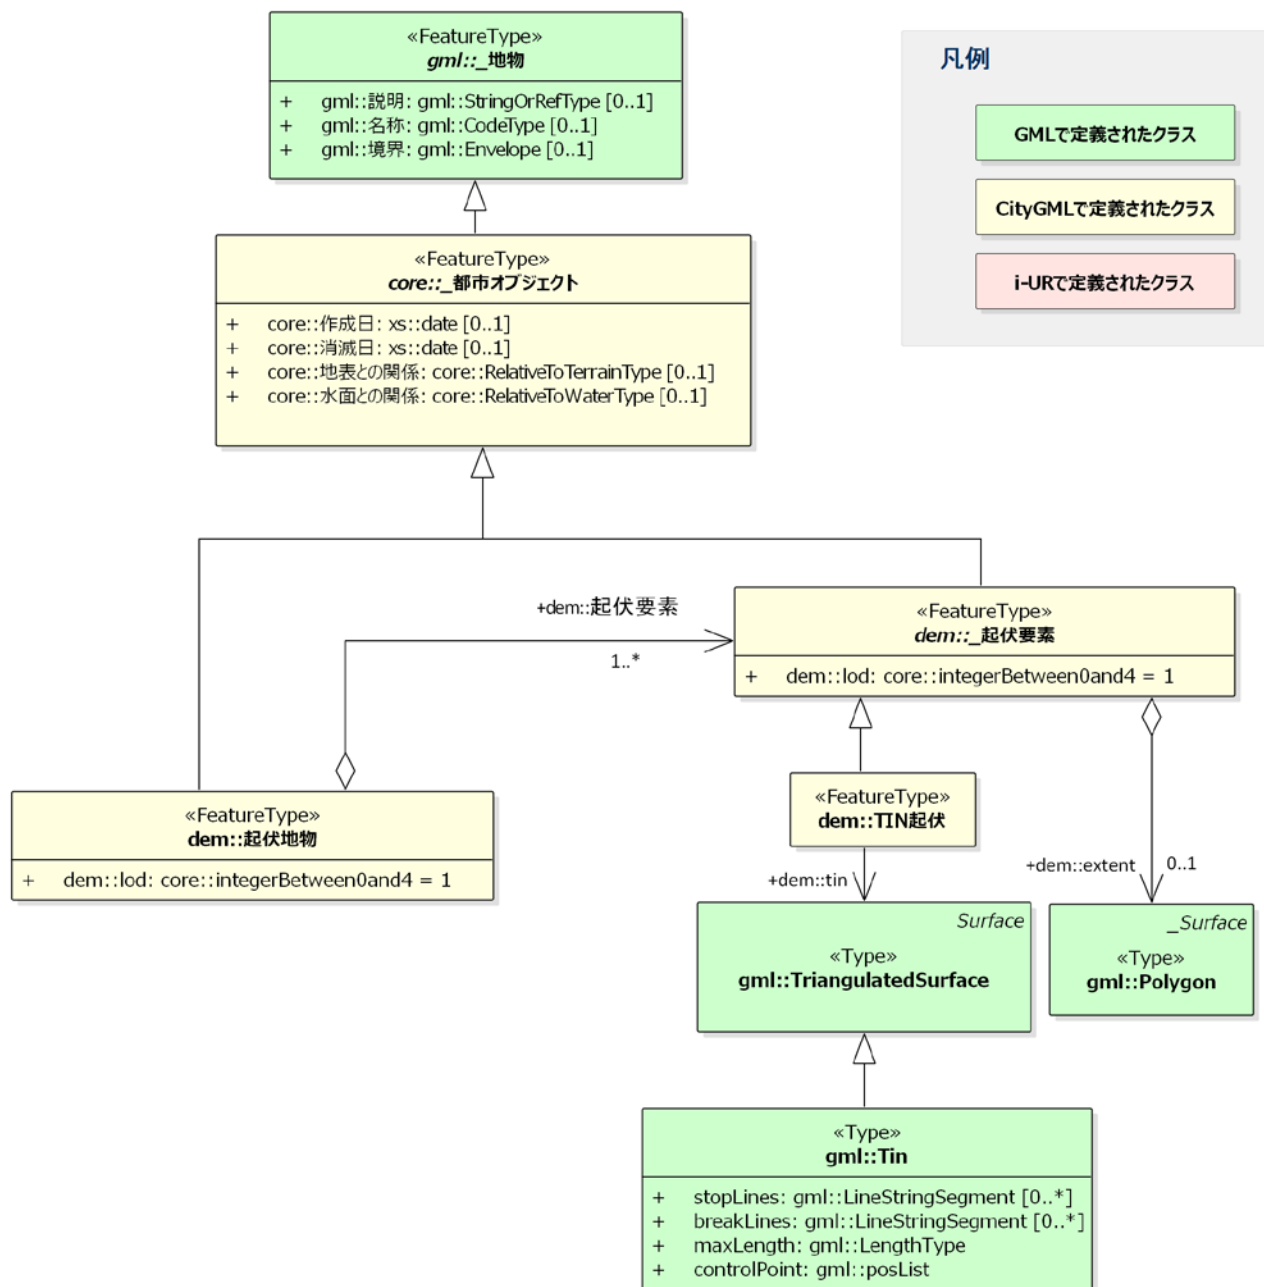 «FeatureType»
gml::_地物
+ gml::説明: gml::StringOrRefType [0..1]
+ gml::名称: gml::CodeType [0..1]
+ gml::境界: gml::Envelope [0..1]
凡例
GMLで定義されたクラス
CityGMLで定義されたクラス
i-URで定義されたクラス
«FeatureType»
core::_都市オブジェクト
+ core::作成日: xs::date [0..1]
+ core::消滅日: xs::date [0..1]
+ core::地表との関係: core::RelativeToTerrainType [0..1]
+ core::水面との関係: core::RelativeToWaterType [0..1]
+dem::起伏要素
1..*
«FeatureType»
dem::_起伏要素
+ dem::lod: core::integerBetween0and4 = 1
«FeatureType»
dem::起伏地物
+ dem::lod: core::integerBetween0and4 = 1
«FeatureType»
dem::TIN起伏
+dem::tin
+dem::extent
0..1
Surface
«Type»
gml::TriangulatedSurface
_Surface
«Type»
gml::Polygon
«Type»
gml::Tin
+ stopLines: gml::LineStringSegment [0..*]
+ breakLines: gml::LineStringSegment [0..*]
+ maxLength: gml::LengthType
+ controlPoint: gml::posList